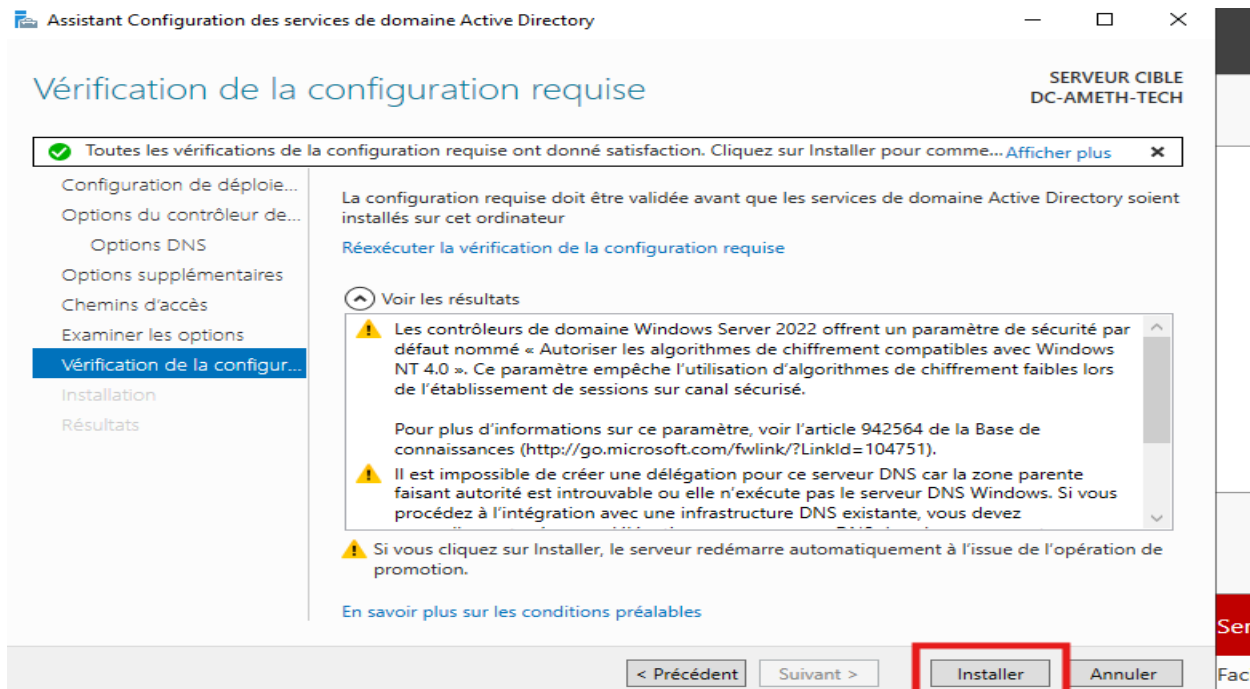 Assistant Configuration des services de domaine Active Directory
Vérification de la configuration requise
SERVEUR CIBLE
DC-AMETH-TECH
Toutes les vérifications de la configuration requise ont donné satisfaction. Cliquez sur Installer pour comme... Afficher plus
Configuration de déploie...
Options du contrôleur de...
Options DNS
Options supplémentaires
Chemins d'accès
Examiner les options
Vérification de la configur...
Installation
Résultats
La configuration requise doit être validée avant que les services de domaine Active Directory soient
installés sur cet ordinateur
Réexécuter la vérification de la configuration requise
Voir les résultats
Les contrôleurs de domaine Windows Server 2022 offrent un paramètre de sécurité par
défaut nommé « Autoriser les algorithmes de chiffrement compatibles avec Windows
NT 4.0 ». Ce paramètre empêche l'utilisation d'algorithmes de chiffrement faibles lors
de l'établissement de sessions sur canal sécurisé.
Pour plus d'informations sur ce paramètre, voir l'article 942564 de la Base de
connaissances (http://go.microsoft.com/fwlink/?LinkId=104751).
Il est impossible de créer une délégation pour ce serveur DNS car la zone parente
faisant autorité est introuvable ou elle n'exécute pas le serveur DNS Windows. Si vous
procédez à l'intégration avec une infrastructure DNS existante, vous devez
Si vous cliquez sur Installer, le serveur redémarre automatiquement à l'issue de l'opération de
promotion.
En savoir plus sur les conditions préalables
< Précédent
Suivant >
Installer
Annuler
Ser
Fac